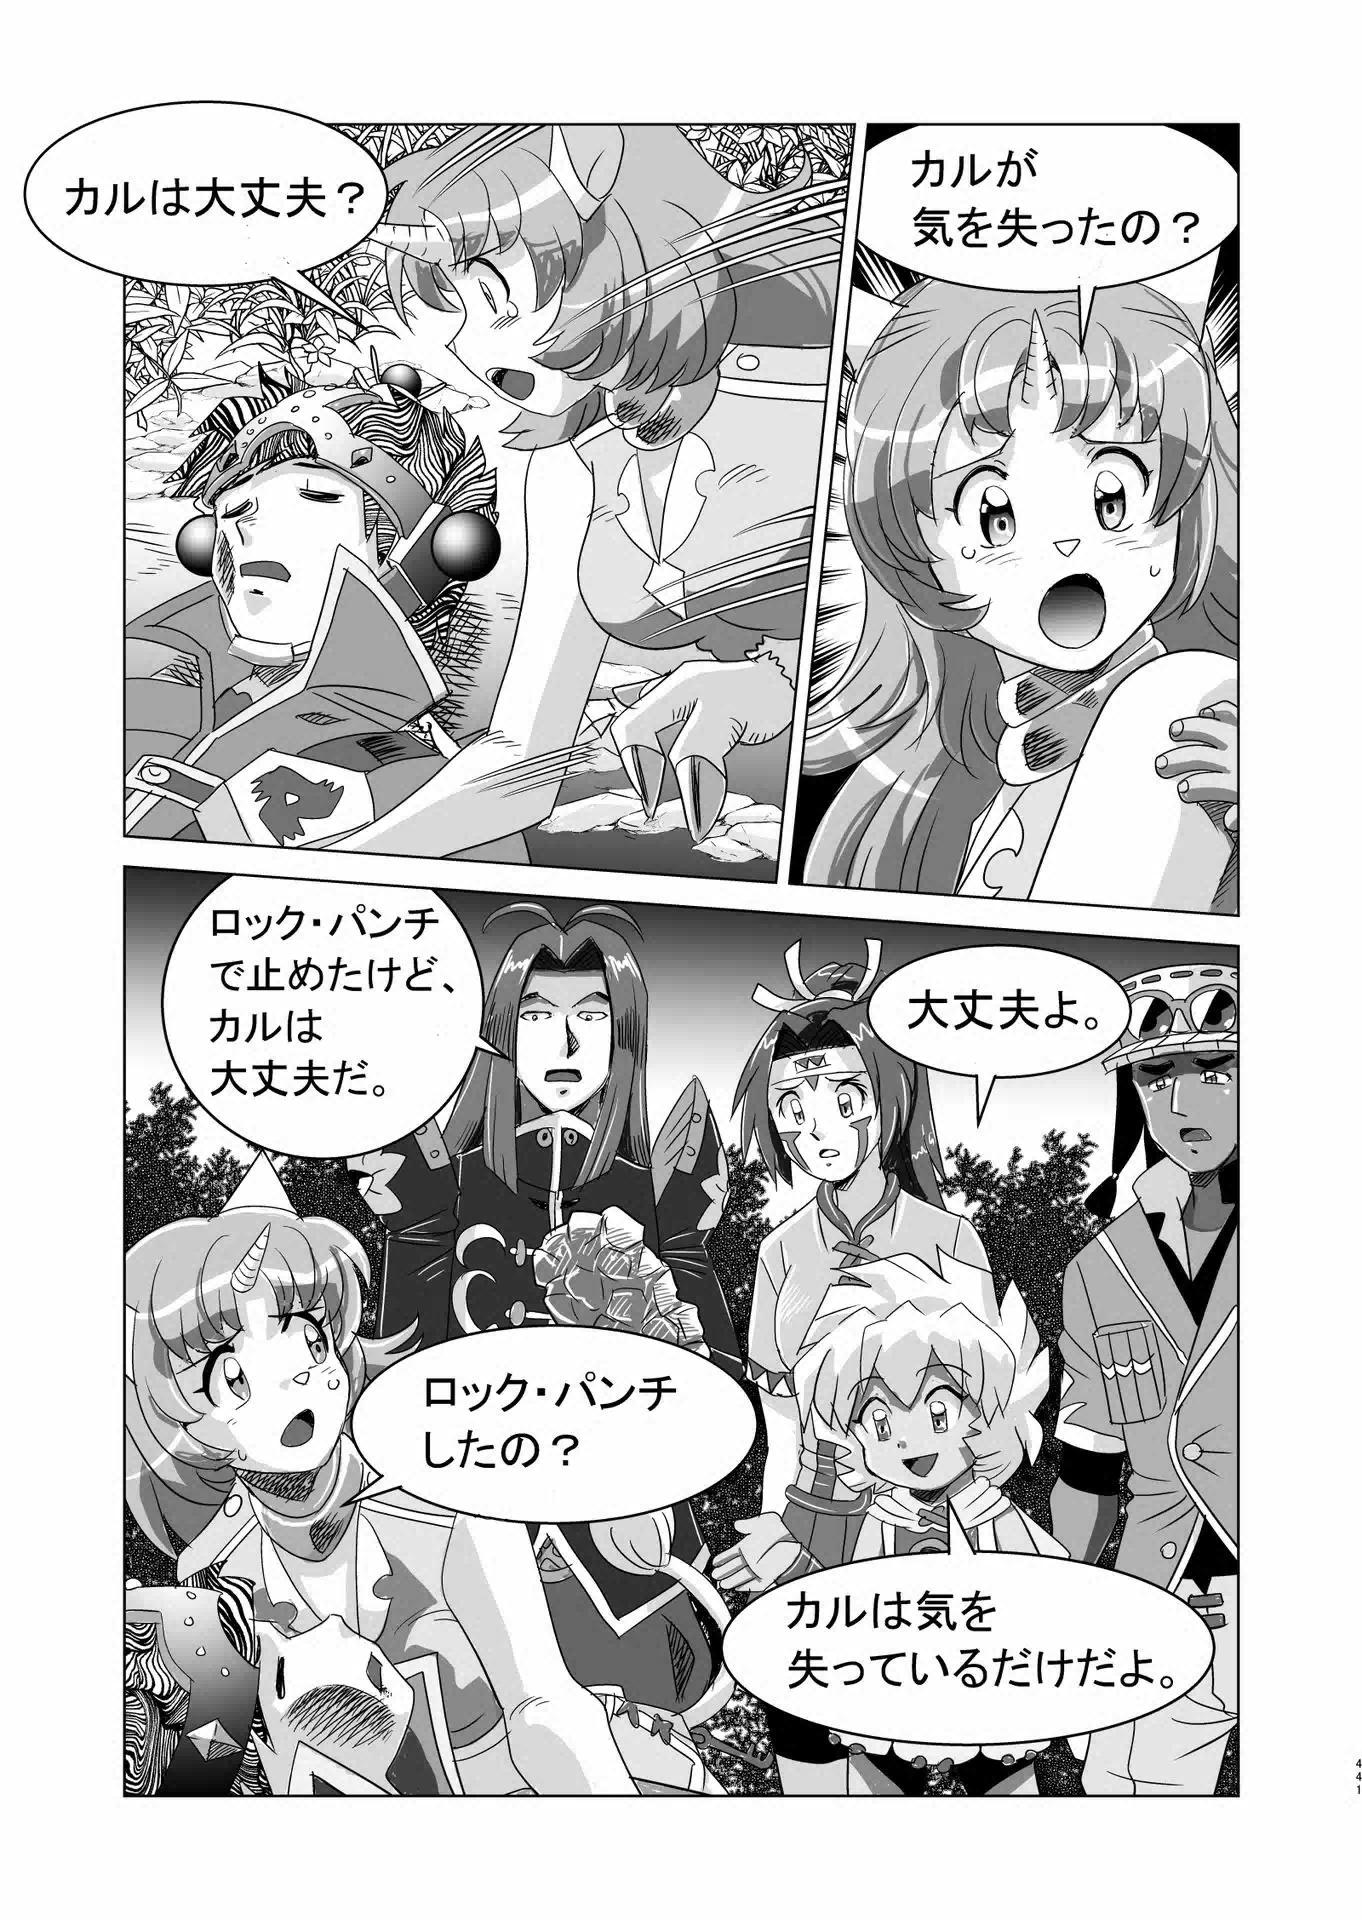 カルが
気を失ったの？
カルは大丈夫？
大丈夫よ。
ロック・パンチ
で止めたけど、
カルは
大丈夫だ。
ロック・パンチ
したの？
カルは気を
失っているだけだよ。
441